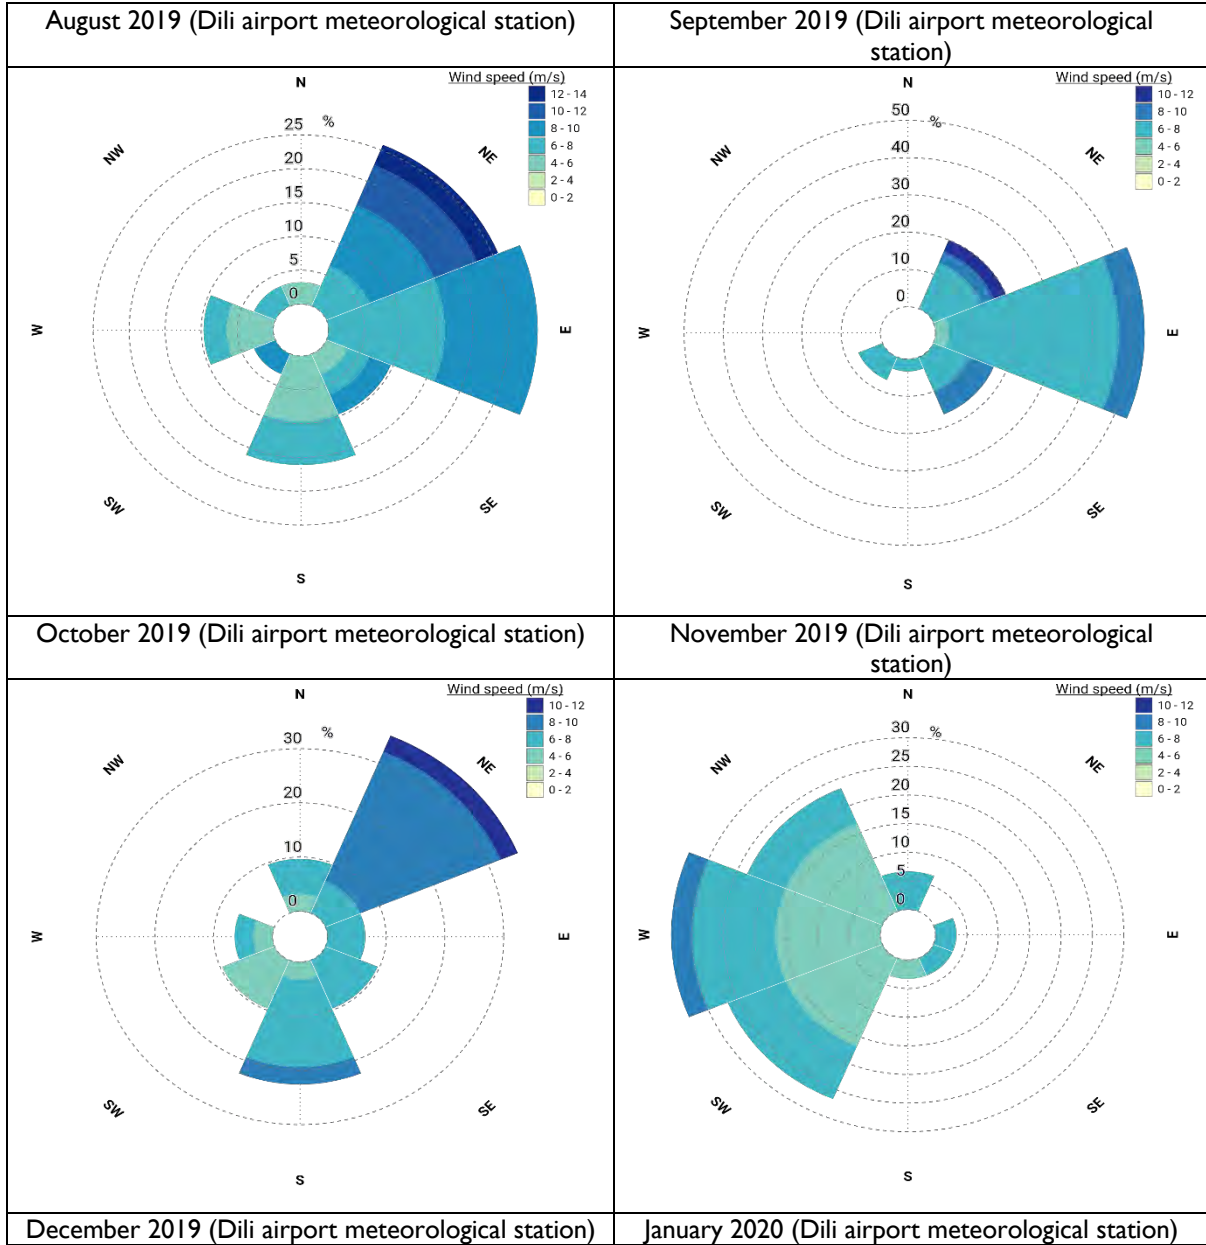 August 2019 (Dili airport meteorological station)
September 2019 (Dili airport meteorological
station)
Wind speed (m/s)
12 - 14
10 - 12
8 - 10
6 - 8
4 - 6
2 - 4
0 - 2
N
NE
E
SE
S
SW
W
NW
%
25
20
15
10
5
0
Wind speed (m/s)
10 - 12
8 - 10
6 - 8
4 - 6
2 - 4
0 - 2
N
NE
E
SE
S
SW
W
NW
%
50
40
30
20
10
0
October 2019 (Dili airport meteorological station)
November 2019 (Dili airport meteorological
station)
Wind speed (m/s)
10 - 12
8 - 10
6 - 8
4 - 6
2 - 4
0 - 2
N
NE
E
SE
S
SW
W
NW
%
30
20
10
0
Wind speed (m/s)
10 - 12
8 - 10
6 - 8
4 - 6
2 - 4
0 - 2
N
NE
E
SE
S
SW
W
NW
%
30
25
20
15
10
5
0
December 2019 (Dili airport meteorological station)
January 2020 (Dili airport meteorological station)